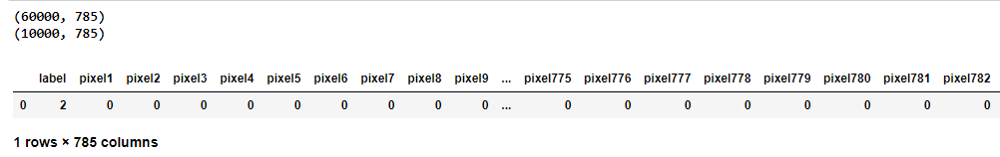 (60000, 785)
(10000, 785)
label pixel1 pixel2 pixel3 pixel4 pixel5 pixel6 pixel7 pixel8 pixel9 ... pixel775 pixel776 pixel777 pixel778 pixel779 pixel780 pixel781 pixel782
0 2 0 0 0 0 0 0 0 0 0 ... 0 0 0 0 0 0 0 0
1 rows × 785 columns